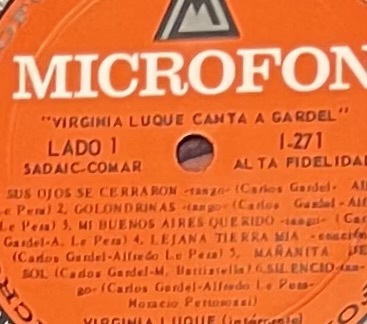 MICROFON
"VIRGINIA LUQUE CANTA A GARDEL"
LADO 1 I-271
SADAIC-COMAR ALTA FIDELIDAD
SUS OJOS SE CERRARON -tango- (Carlos Gardel- Al
Le Pera) 2, GOLONDRINAS -tango- (Carlos Gardel-Alf
Le Pera) 3, MI BUENOS AIRES QUERIDO -tango- (Car
Gardel-A. Le Pera) 4, LEJANA TIERRA MIA -canción
(Carlos Gardel-Alfredo Le Pera) 5, MAÑANITA DE
SOL (Carlos Gardel-M. Battistella) 6, SILENCIO-tan-
go- (Carlos Gardel-Alfredo Le Pera-
Horacio Pettorossi)
VIRGINIA LUQUE (intérprete)